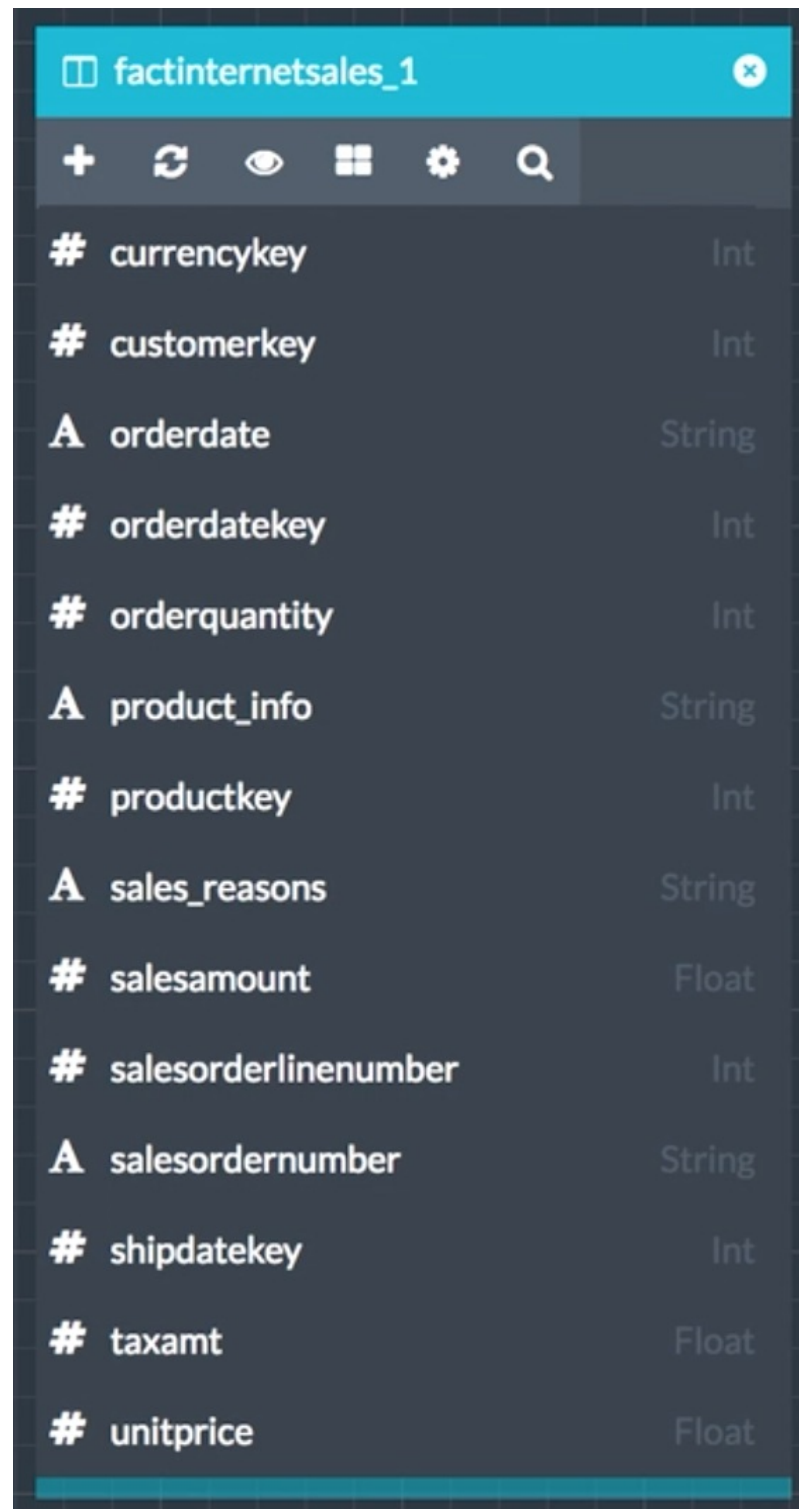 factinternetsales_1
# currencykey Int
# customerkey Int
A orderdate String
# orderdatekey Int
# orderquantity Int
A product_info String
# productkey Int
A sales_reasons String
# salesamount Float
# salesorderlinenumber Int
A salesordernumber String
# shipdatekey Int
# taxamt Float
# unitprice Float